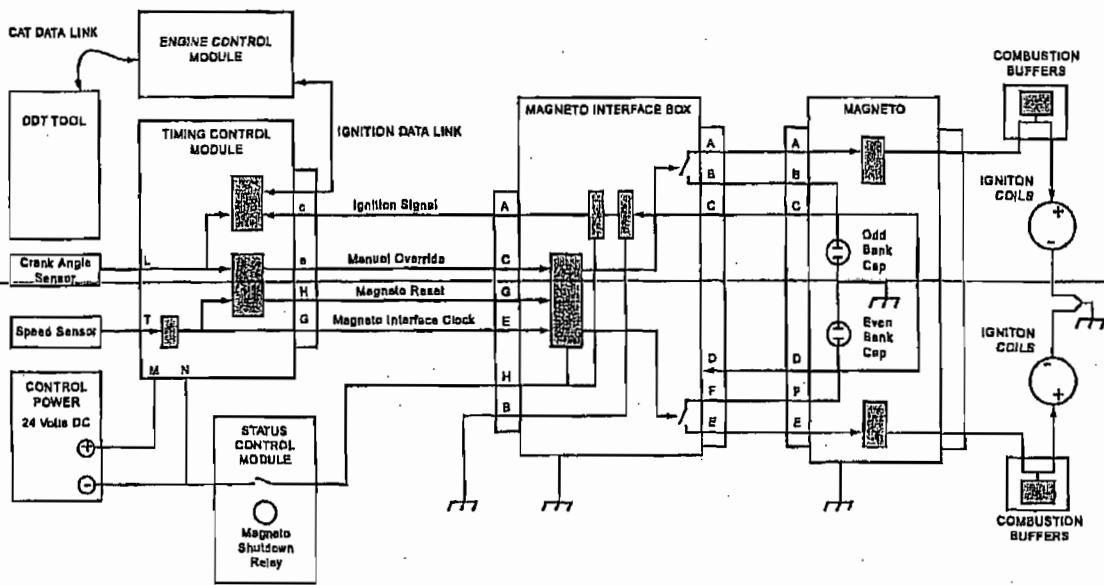 CAT DATA LINK
ENGINE CONTROL
MODULE
DDT TOOL
TIMING CONTROL
MODULE
IGNITION DATA LINK
MAGNETO INTERFACE BOX
MAGNETO
COMBUSTION
BUFFERS
IGNITON
COILS
C
Ignition Signal
A
A
B
C
A
B
C
Odd
Bank
Cap
Crank Angle
Sensor
L
Manual Override
C
H
Magneto Reset
G
Speed Sensor
T
G
Magneto Interface Clock
E
Even
Bank
Cap
IGNITON
COILS
M
N
H
B
D
F
E
D
F
E
CONTROL
POWER
24 Volts DC
+
-
STATUS
CONTROL
MODULE
Magneto
Shutdown
Relay
+
-
-
+
COMBUSTION
BUFFERS